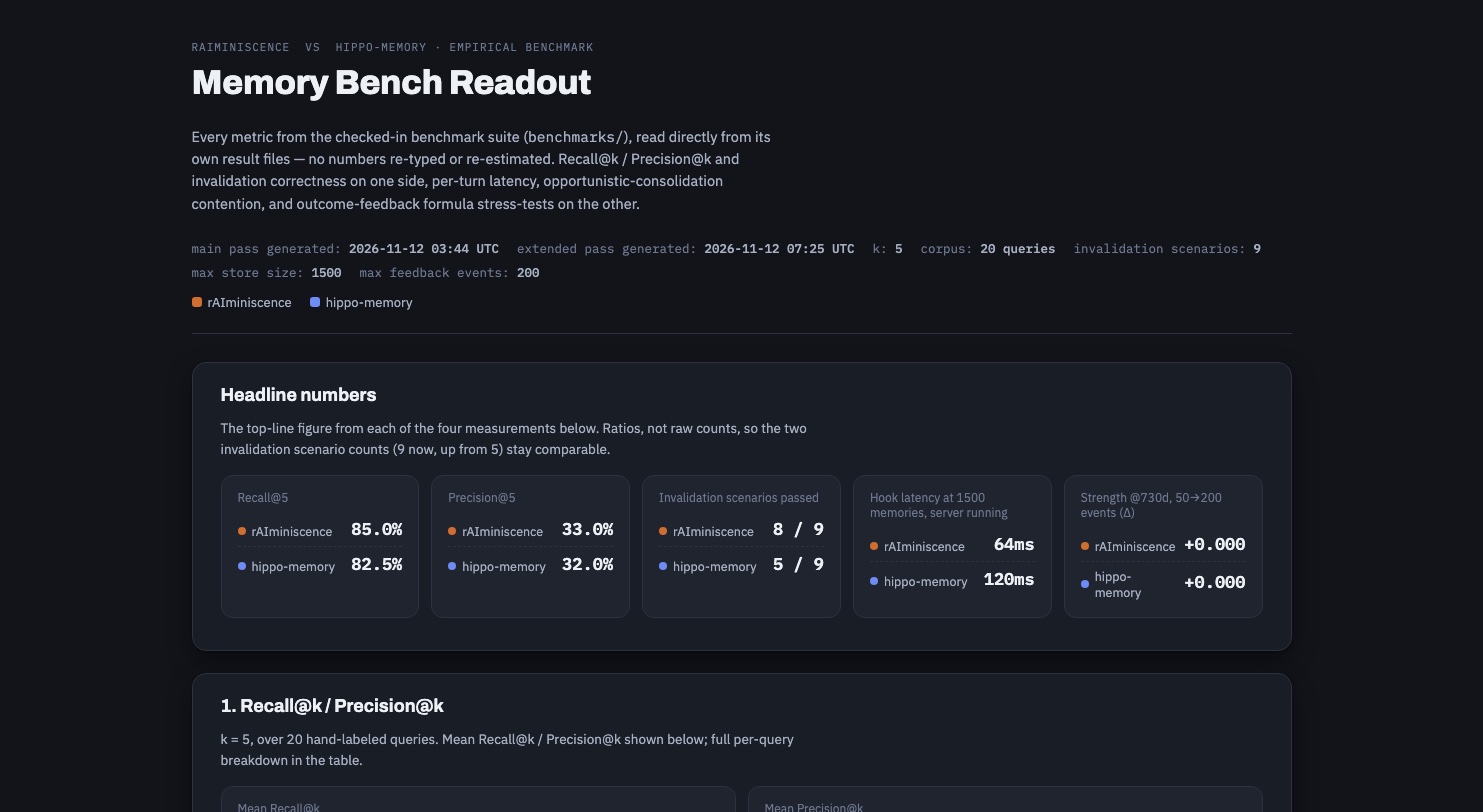 RAIMINISCENCE VS HIPPO-MEMORY · EMPIRICAL BENCHMARK
Memory Bench Readout
Every metric from the checked-in benchmark suite (benchmarks/), read directly from its
own result files — no numbers re-typed or re-estimated. Recall@k / Precision@k and
invalidation correctness on one side, per-turn latency, opportunistic-consolidation
contention, and outcome-feedback formula stress-tests on the other.
main pass generated: 2026-11-12 03:44 UTC extended pass generated: 2026-11-12 07:25 UTC k: 5 corpus: 20 queries invalidation scenarios: 9
max store size: 1500 max feedback events: 200
rAIminiscence hippo-memory
Headline numbers
The top-line figure from each of the four measurements below. Ratios, not raw counts, so the two
invalidation scenario counts (9 now, up from 5) stay comparable.
Recall@5
rAIminiscence 85.0%
hippo-memory 82.5%
Precision@5
rAIminiscence 33.0%
hippo-memory 32.0%
Invalidation scenarios passed
rAIminiscence 8 / 9
hippo-memory 5 / 9
Hook latency at 1500
memories, server running
rAIminiscence 64ms
hippo-memory 120ms
Strength @730d, 50→200
events (Δ)
rAIminiscence +0.000
hippo-
memory +0.000
1. Recall@k / Precision@k
k = 5, over 20 hand-labeled queries. Mean Recall@k / Precision@k shown below; full per-query
breakdown in the table.
Mean Recall@k
Mean Precision@k